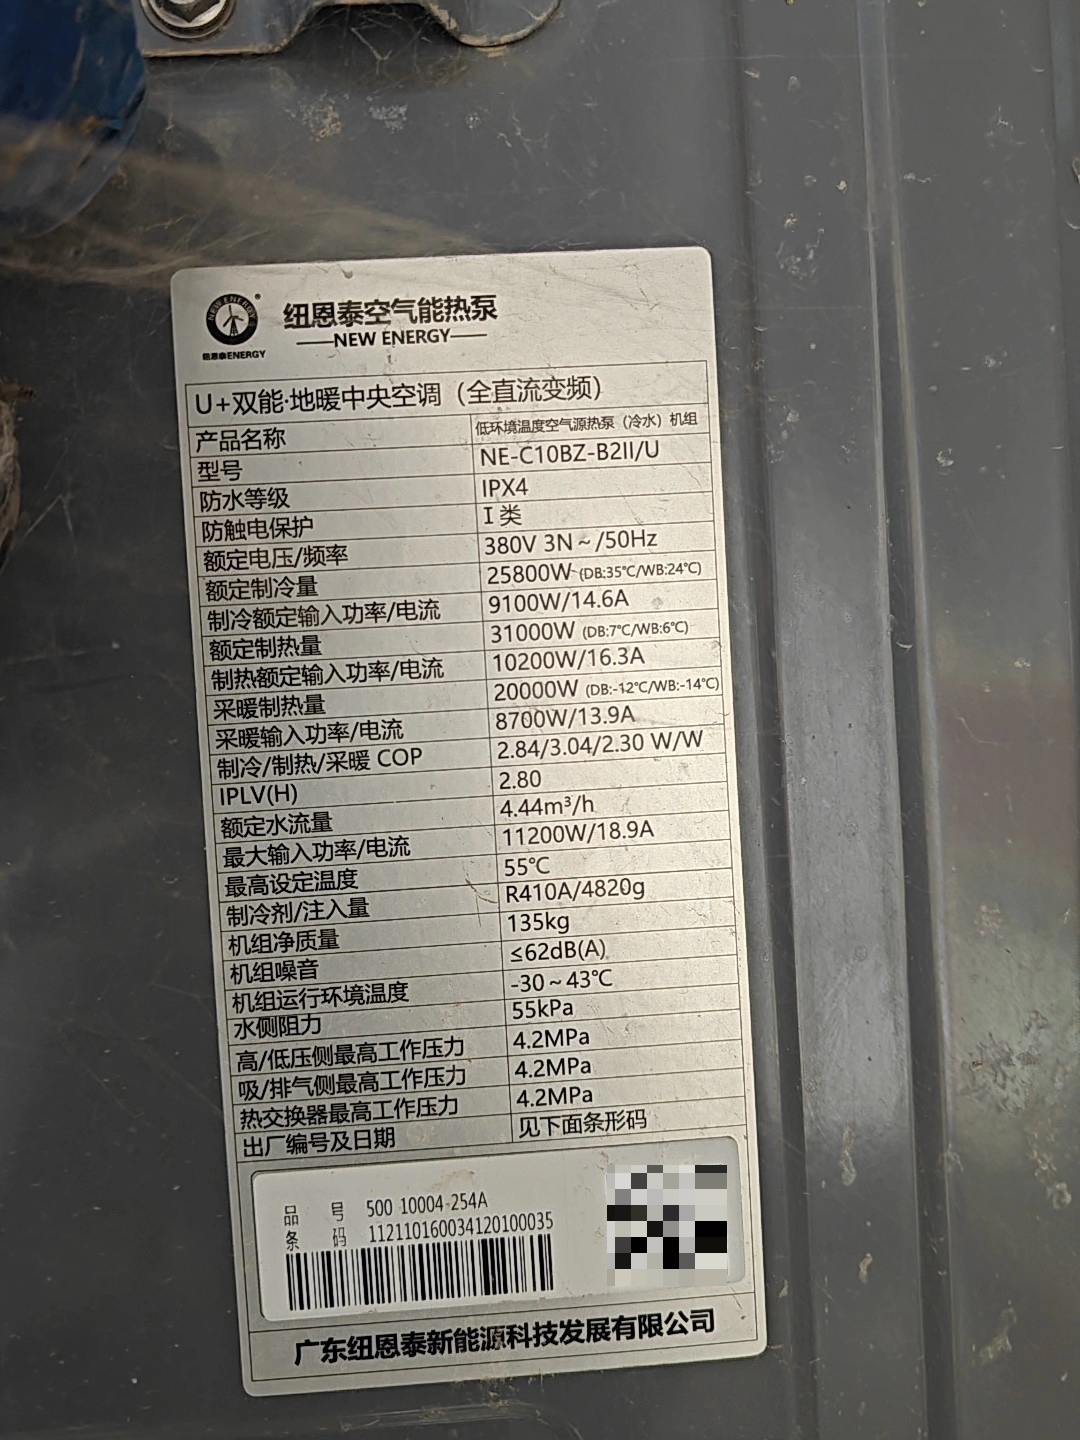 NEW ENERGY
纽恩泰ENERGY
纽恩泰空气能热泵
NEW ENERGY
U+双能·地暖中央空调（全直流变频）
产品名称 低环境温度空气源热泵（冷水）机组
型号 NE-C10BZ-B2II/U
防水等级 IPX4
防触电保护 I 类
额定电压/频率 380V 3N～/50Hz
额定制冷量 25800W (DB:35℃/WB:24℃)
制冷额定输入功率/电流 9100W/14.6A
额定制热量 31000W (DB:7℃/WB:6℃)
制热额定输入功率/电流 10200W/16.3A
采暖制热量 20000W (DB:-12℃/WB:-14℃)
采暖输入功率/电流 8700W/13.9A
制冷/制热/采暖 COP 2.84/3.04/2.30 W/W
IPLV(H) 2.80
额定水流量 4.44m³/h
最大输入功率/电流 11200W/18.9A
最高设定温度 55℃
制冷剂/注入量 R410A/4820g
机组净质量 135kg
机组噪音 ≤62dB(A)
机组运行环境温度 -30～43℃
水侧阻力 55kPa
高/低压侧最高工作压力 4.2MPa
吸/排气侧最高工作压力 4.2MPa
热交换器最高工作压力 4.2MPa
出厂编号及日期 见下面条形码
品 号 500 10004-254A
条 码 112110160034120100035
广东纽恩泰新能源科技发展有限公司